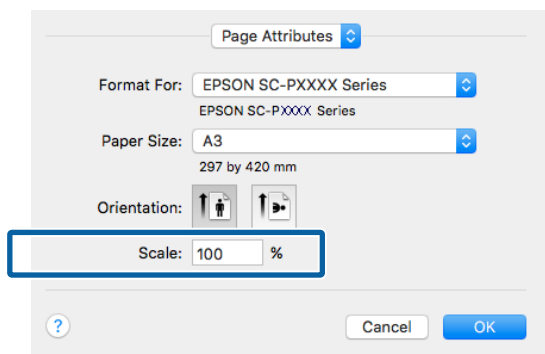 Page Attributes
Format For: EPSON SC-PXXXX Series
EPSON SC-PXXXX Series
Paper Size: A3
297 by 420 mm
Orientation:
Scale: 100 %
? Cancel OK